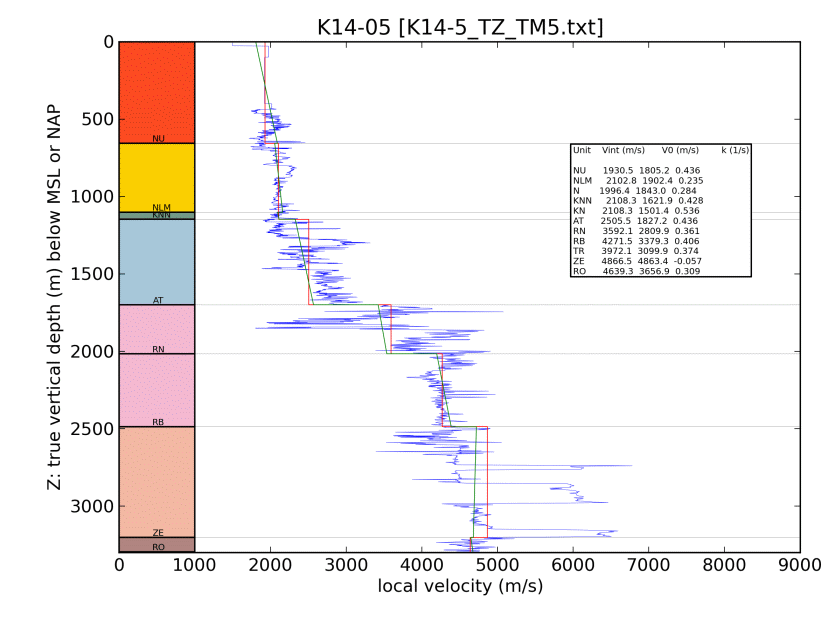 K14-05 [K14-5_TZ_TM5.txt]
Z: true vertical depth (m) below MSL or NAP
0
500
1000
1500
2000
2500
3000
NU
NLM
KNN
AT
RN
RB
ZE
RO
Unit Vint (m/s) V0 (m/s) k (1/s)
NU 1930.5 1805.2 0.436
NLM 2102.8 1902.4 0.235
N 1996.4 1843.0 0.284
KNN 2108.3 1621.9 0.428
KN 2108.3 1501.4 0.536
AT 2505.5 1827.2 0.436
RN 3592.1 2809.9 0.361
RB 4271.5 3379.3 0.406
TR 3972.1 3099.9 0.374
ZE 4866.5 4863.4 -0.057
RO 4639.3 3656.9 0.309
0 1000 2000 3000 4000 5000 6000 7000 8000 9000
local velocity (m/s)